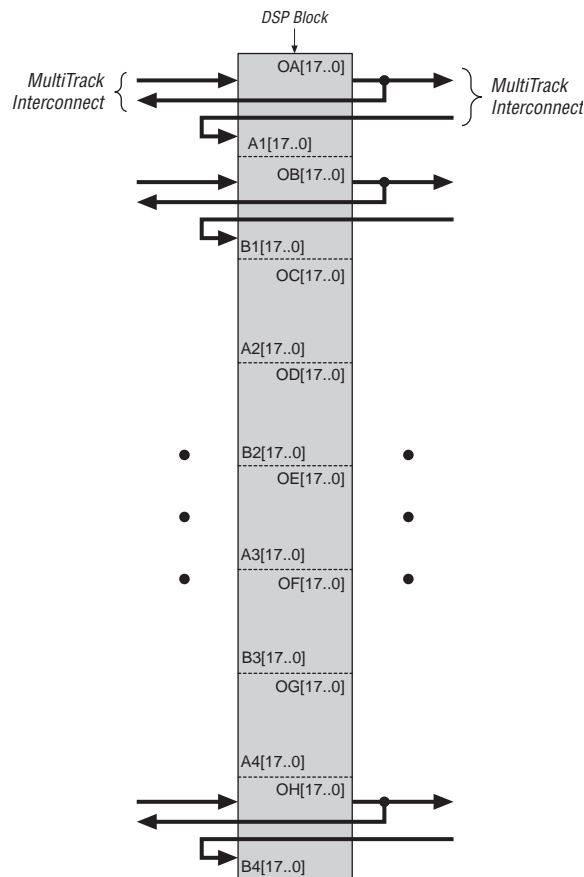 DSP Block
MultiTrack
Interconnect
OA[17..0]
MultiTrack
Interconnect
A1[17..0]
OB[17..0]
B1[17..0]
OC[17..0]
A2[17..0]
OD[17..0]
B2[17..0]
OE[17..0]
A3[17..0]
OF[17..0]
B3[17..0]
OG[17..0]
A4[17..0]
OH[17..0]
B4[17..0]